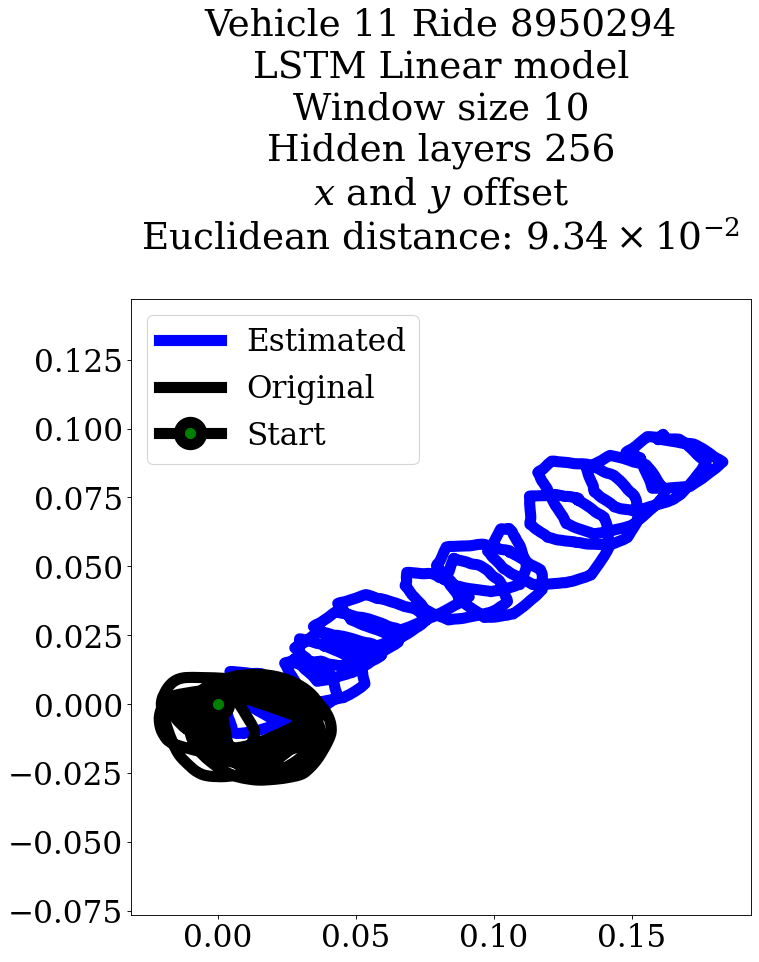 Vehicle 11 Ride 8950294
LSTM Linear model
Window size 10
Hidden layers 256
x and y offset
Euclidean distance: 9.34 × 10⁻²
Estimated
Original
Start
0.125
0.100
0.075
0.050
0.025
0.000
−0.025
−0.050
−0.075
0.00 0.05 0.10 0.15